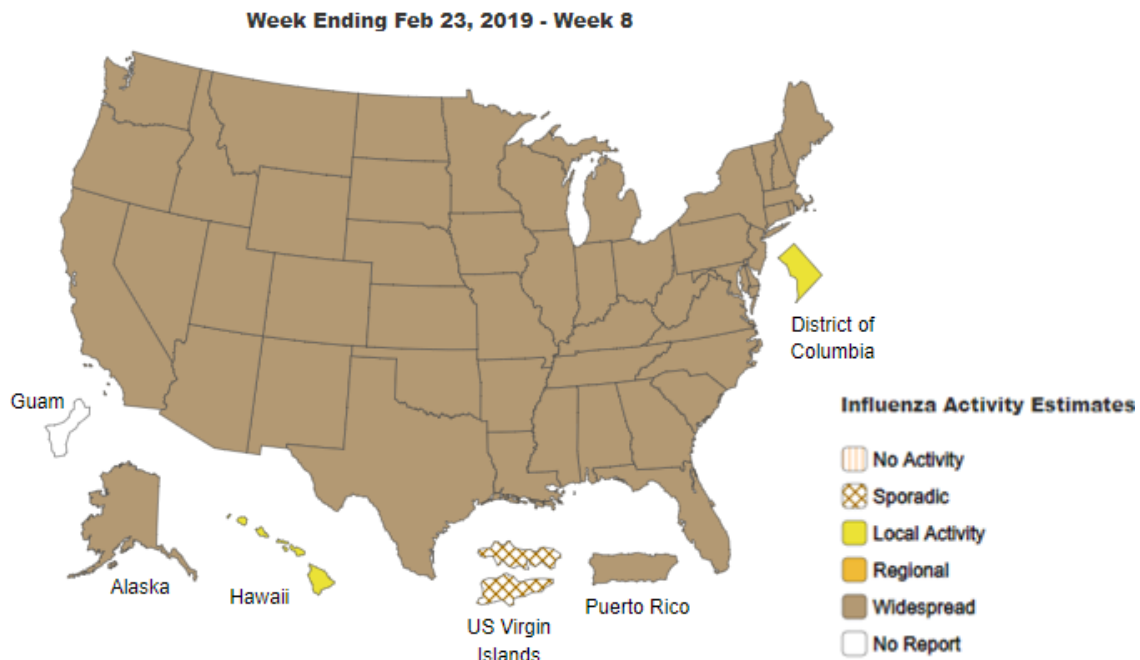 Week Ending Feb 23, 2019 - Week 8
District of
Columbia
Guam
Influenza Activity Estimates
No Activity
Sporadic
Local Activity
Regional
Widespread
No Report
Alaska
Hawaii
US Virgin
Islands
Puerto Rico